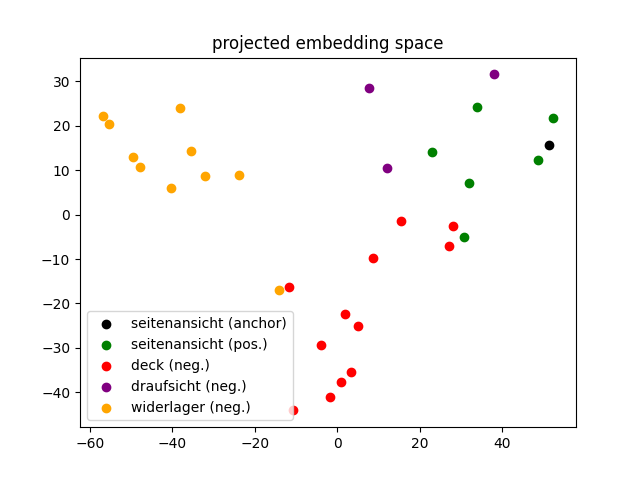 projected embedding space
30
20
10
0
−10
−20
−30
−40
seitenansicht (anchor)
seitenansicht (pos.)
deck (neg.)
draufsicht (neg.)
widerlager (neg.)
−60 −40 −20 0 20 40